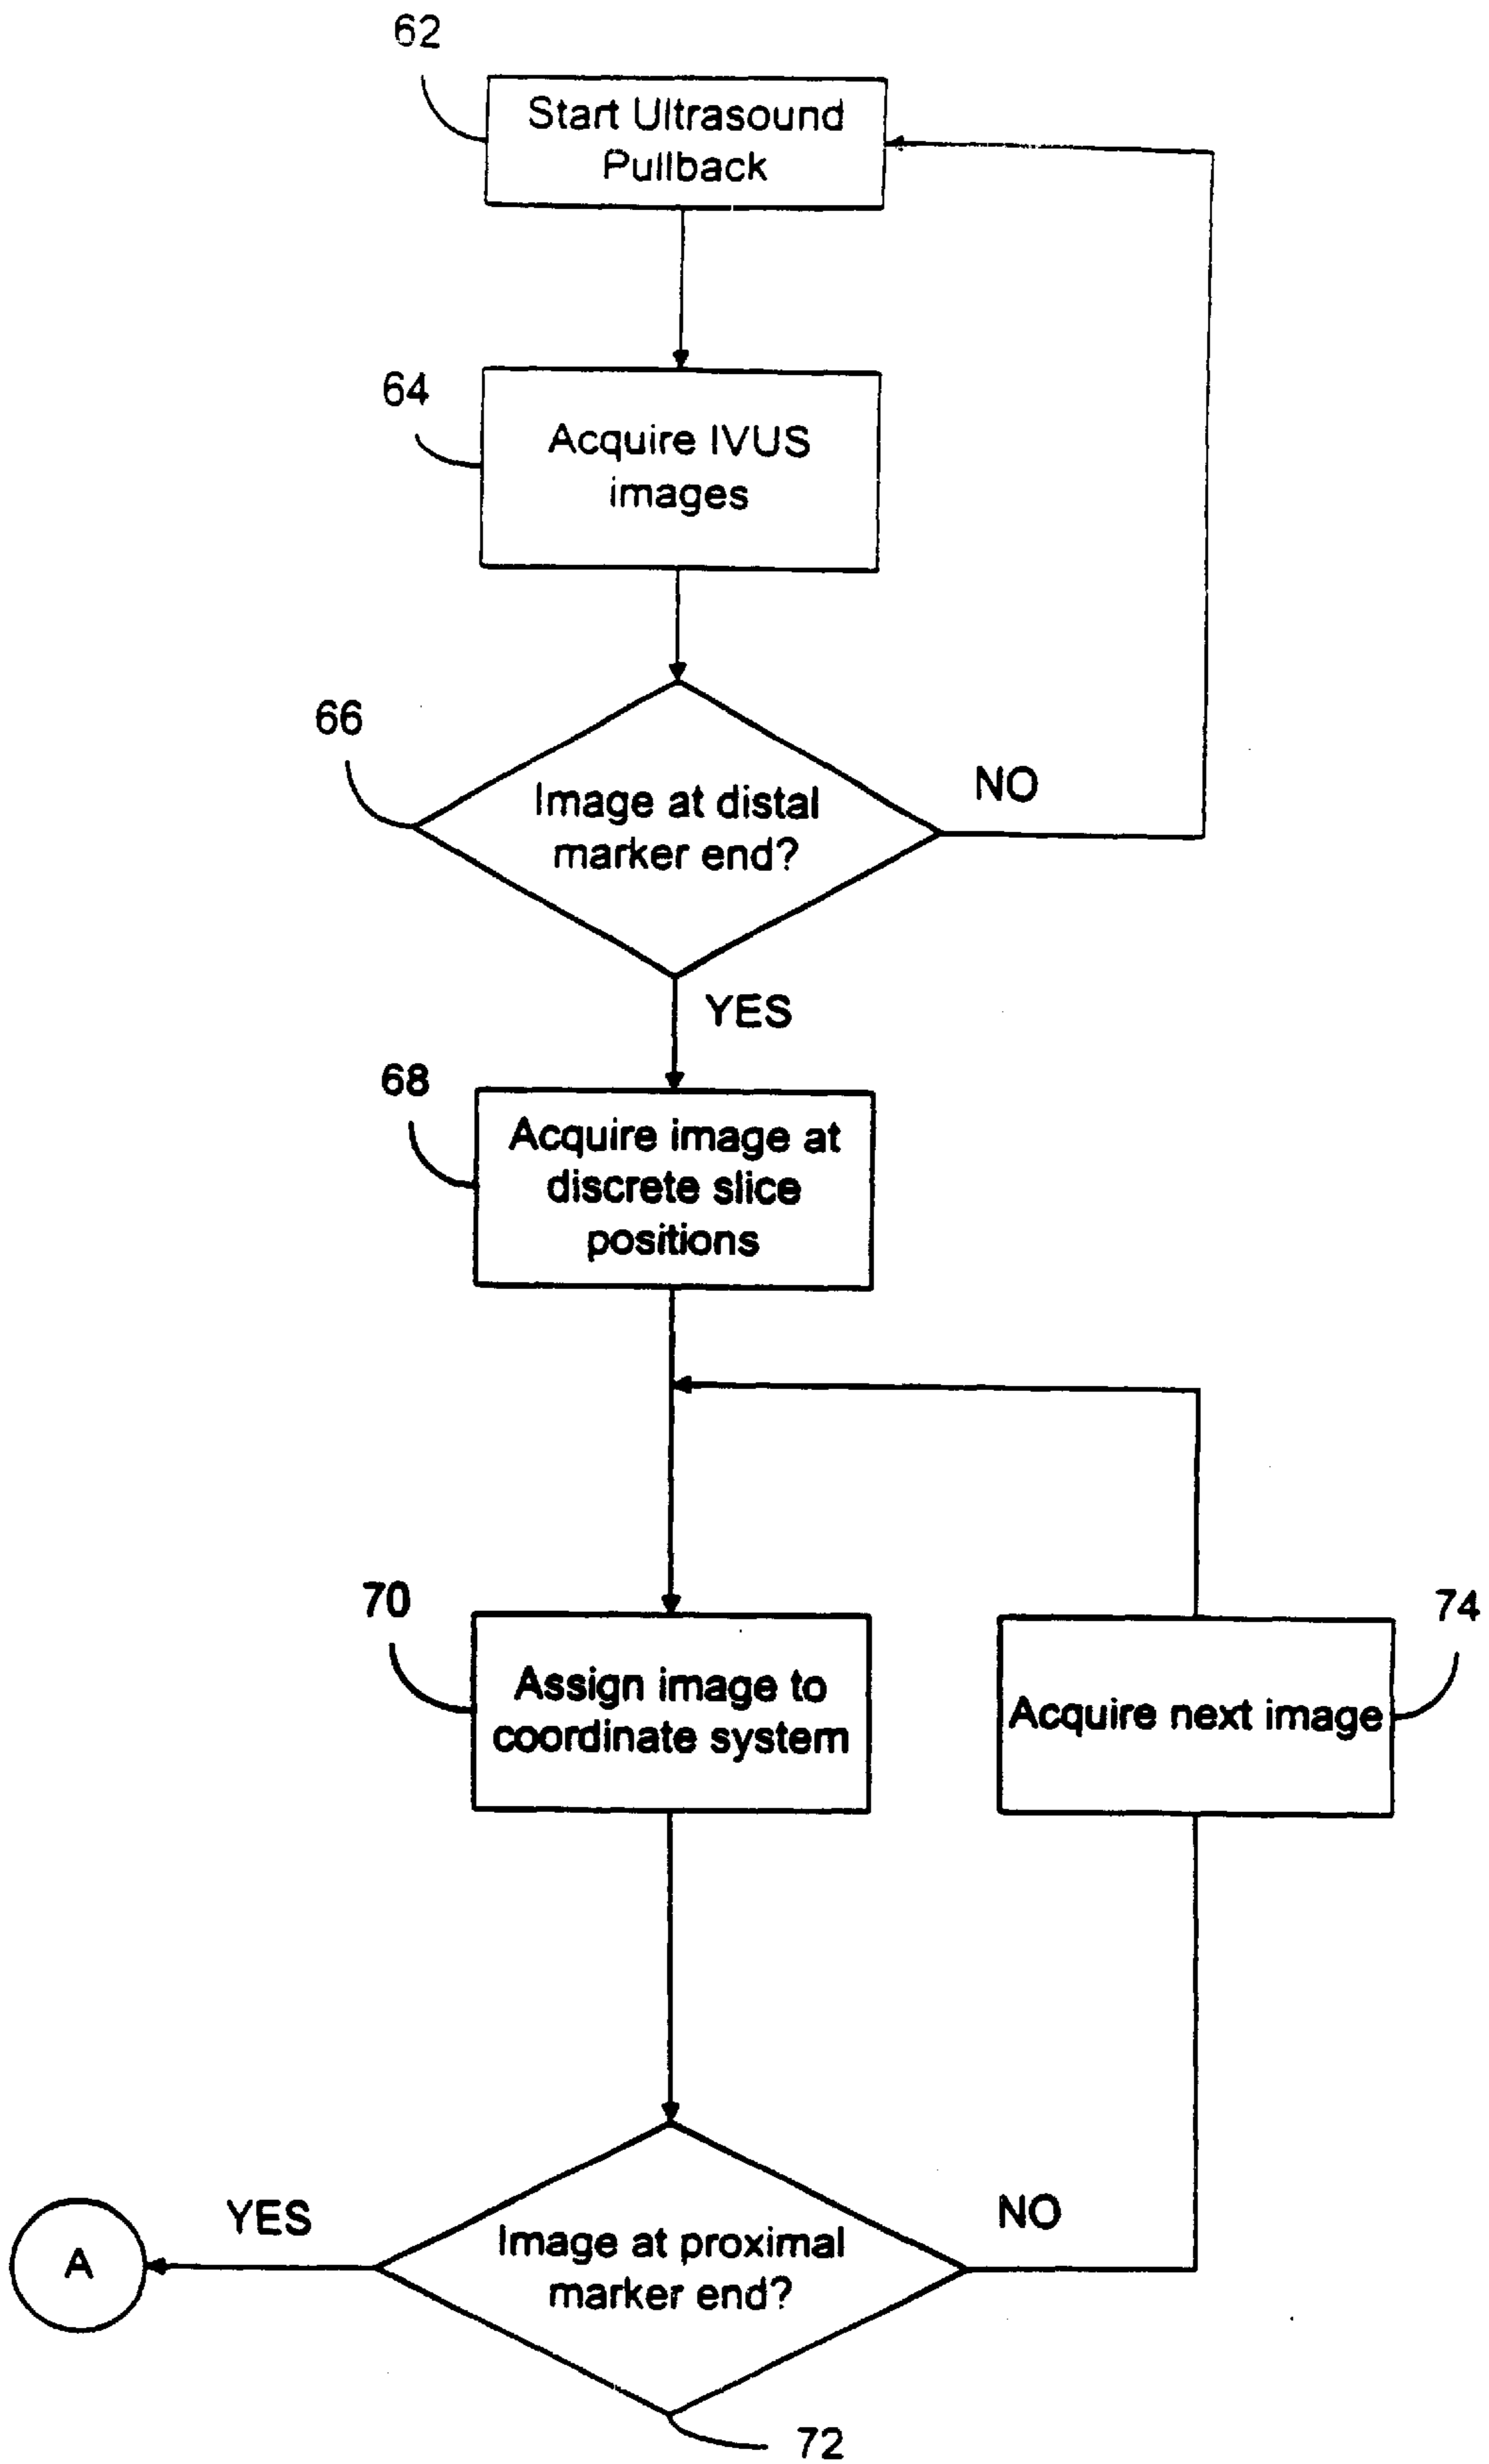 62
Start Ultrasound
Pullback
64
Acquire IVUS
images
66
Image at distal
marker end?
NO
YES
68
Acquire image at
discrete slice
positions
70
Assign image to
coordinate system
74
Acquire next image
YES
A
Image at proximal
marker end?
NO
72